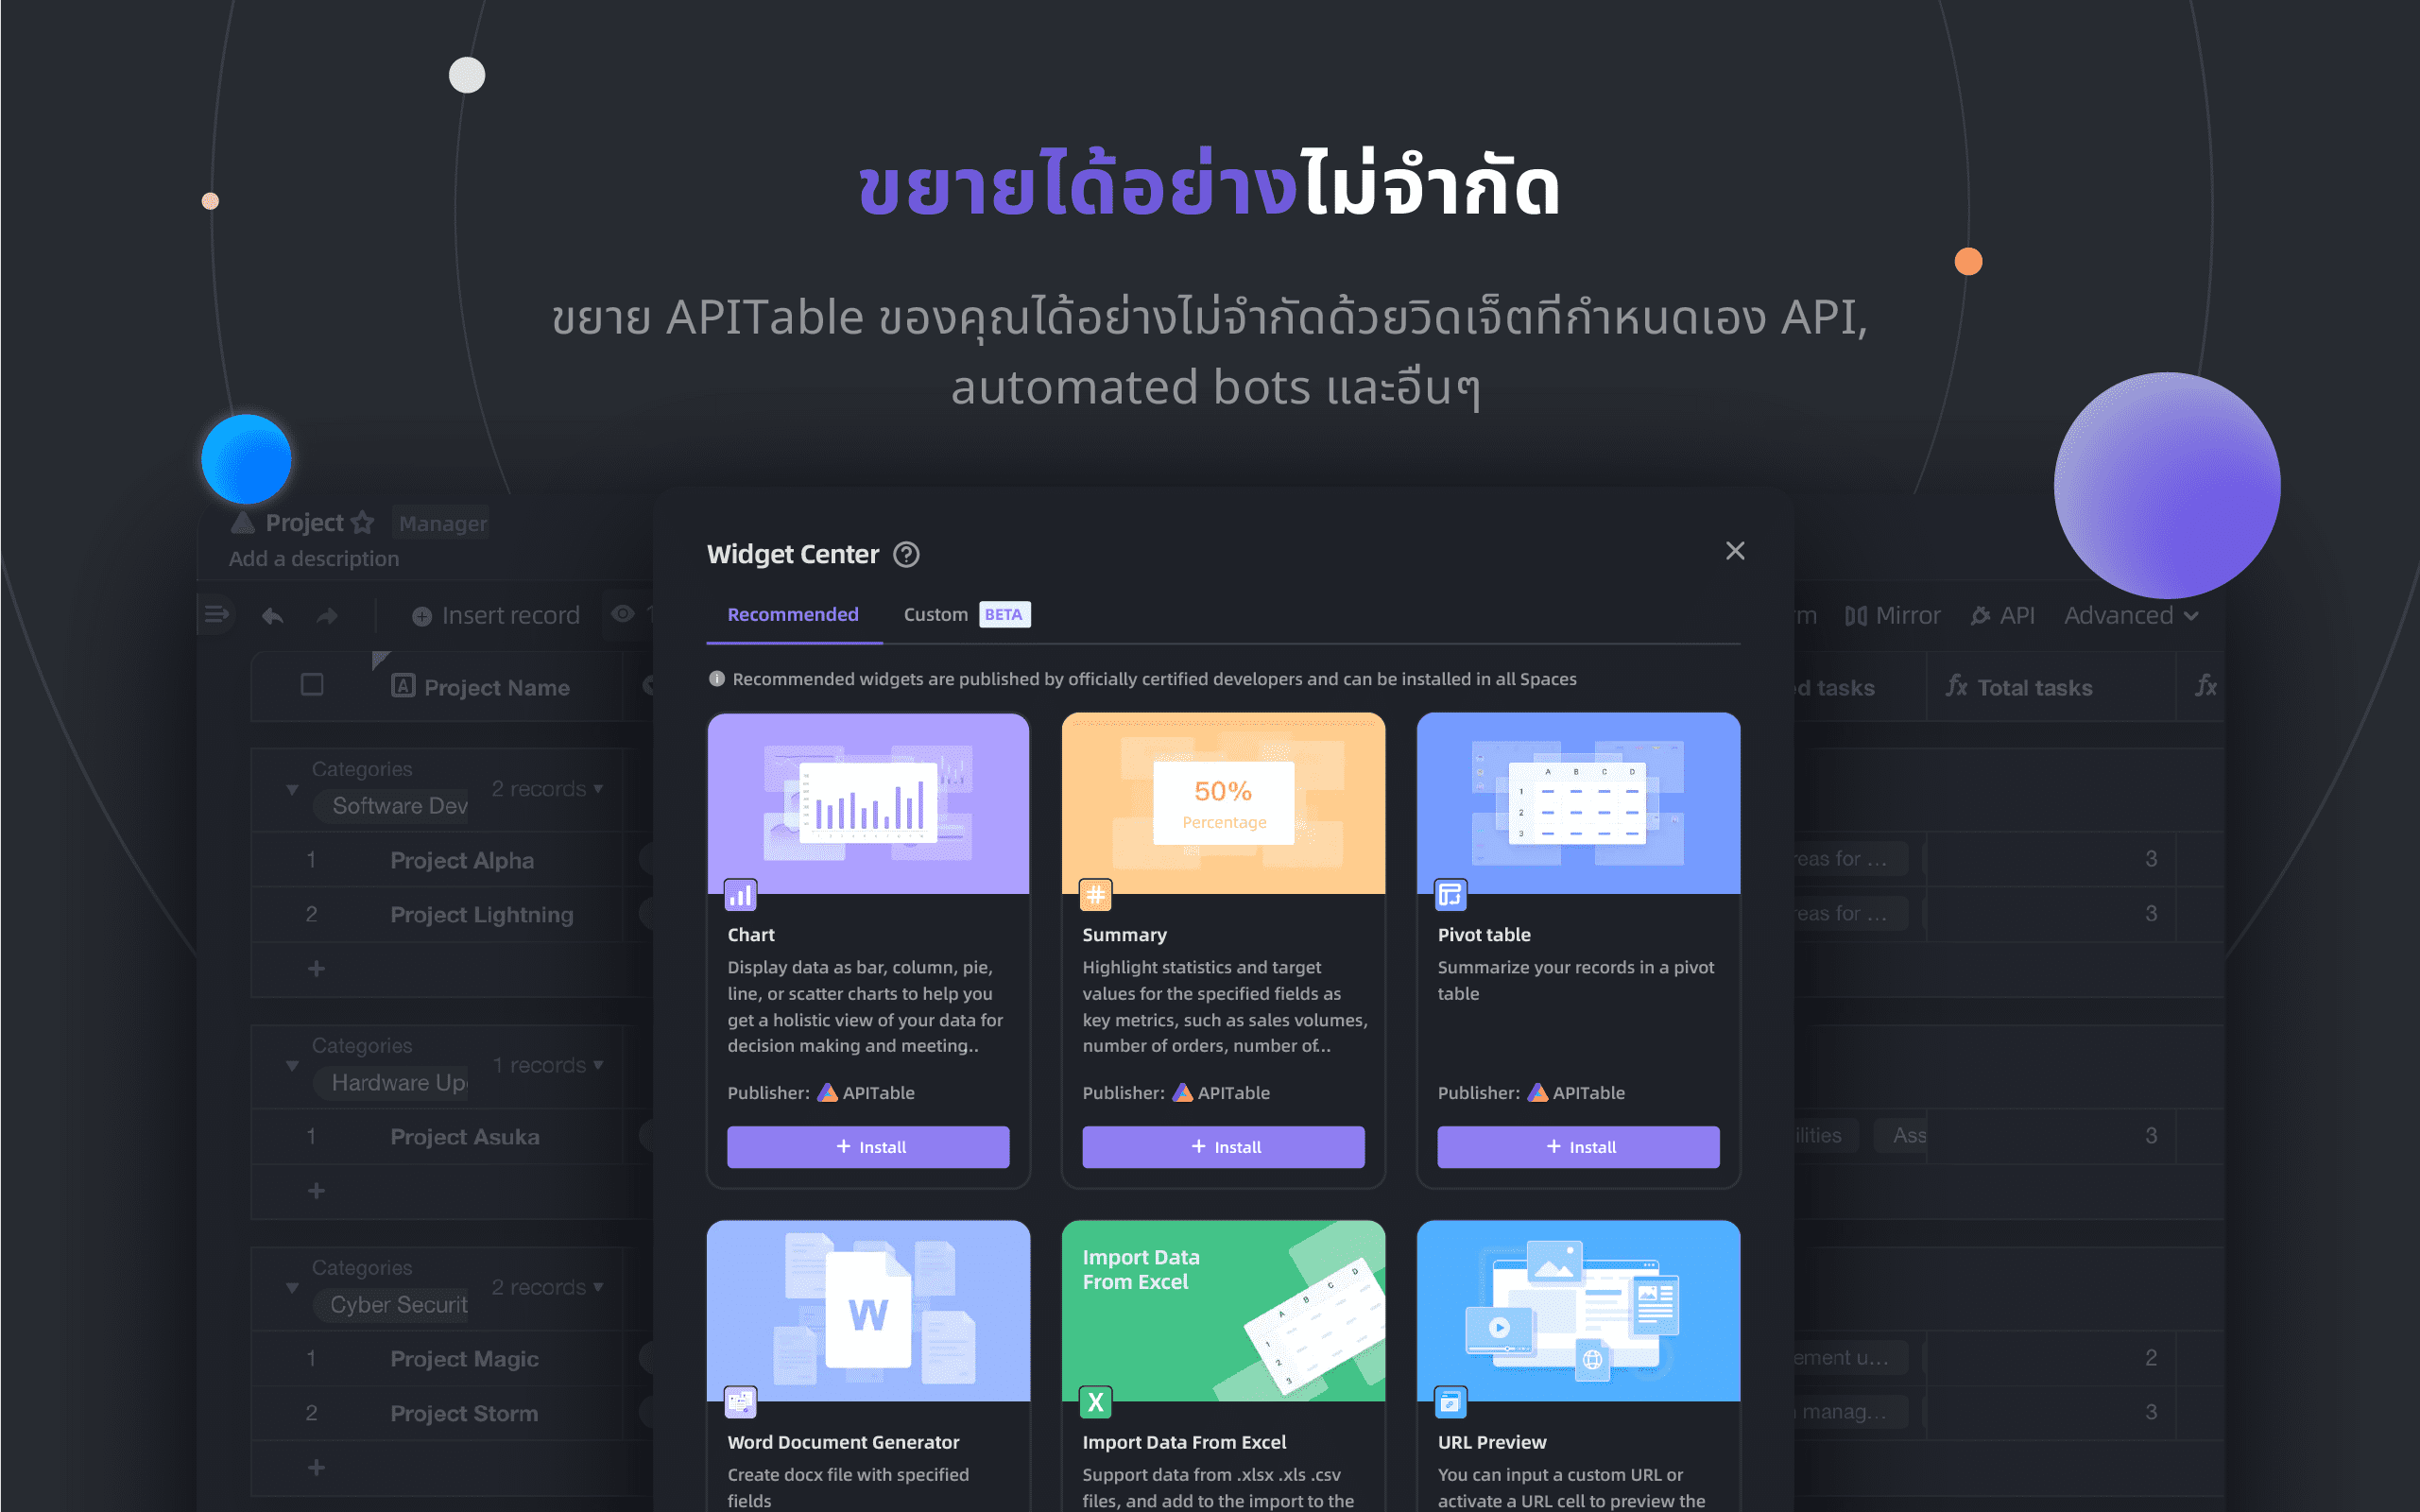 ขยายได้อย่างไม่จำกัด
ขยาย APITable ของคุณได้อย่างไม่จำกัดด้วยวิดเจ็ตที่กำหนดเอง API,
automated bots และอื่นๆ
Project Manager
Add a description
Insert record
Mirror API Advanced
Project Name
Total tasks
tasks
Widget Center
Recommended Custom BETA
Recommended widgets are published by officially certified developers and can be installed in all Spaces
Categories
Software Dev 2 records
1 Project Alpha
2 Project Lightning
Categories
Hardware 1 records
1 Project Asuka
Categories
Cyber Securit 2 records
1 Project Magic
2 Project Storm
50%
Percentage
A B C D
1
2
3
Chart
Display data as bar, column, pie,
line, or scatter charts to help you
get a holistic view of your data for
decision making and meeting..
Publisher: APITable
+ Install
Summary
Highlight statistics and target
values for the specified fields as
key metrics, such as sales volumes,
number of orders, number of...
Publisher: APITable
+ Install
Pivot table
Summarize your records in a pivot
table
Publisher: APITable
+ Install
W
Word Document Generator
Create docx file with specified
fields
Import Data
From Excel
A B C D
1
2
3
X
Import Data From Excel
Support data from .xlsx .xls .csv
files, and add to the import to the
URL Preview
You can input a custom URL or
activate a URL cell to preview the
reas for ... 3
reas for ... 3
ilities Ass 3
ement u... 2
manag... 3